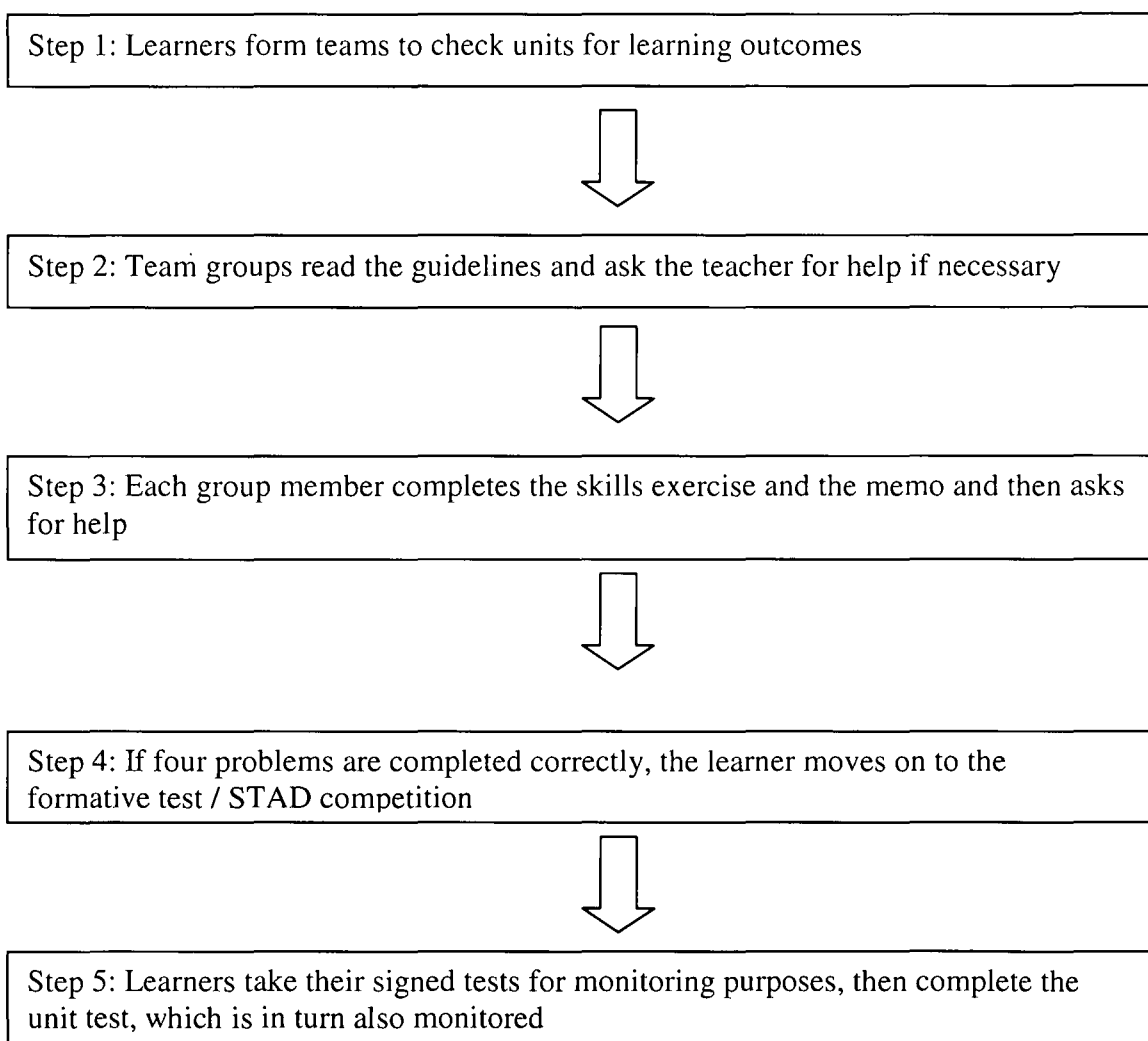 Step 1: Learners form teams to check units for learning outcomes
Step 2: Team groups read the guidelines and ask the teacher for help if necessary
Step 3: Each group member completes the skills exercise and the memo and then asks
for help
Step 4: If four problems are completed correctly, the learner moves on to the
formative test / STAD competition
Step 5: Learners take their signed tests for monitoring purposes, then complete the
unit test, which is in turn also monitored